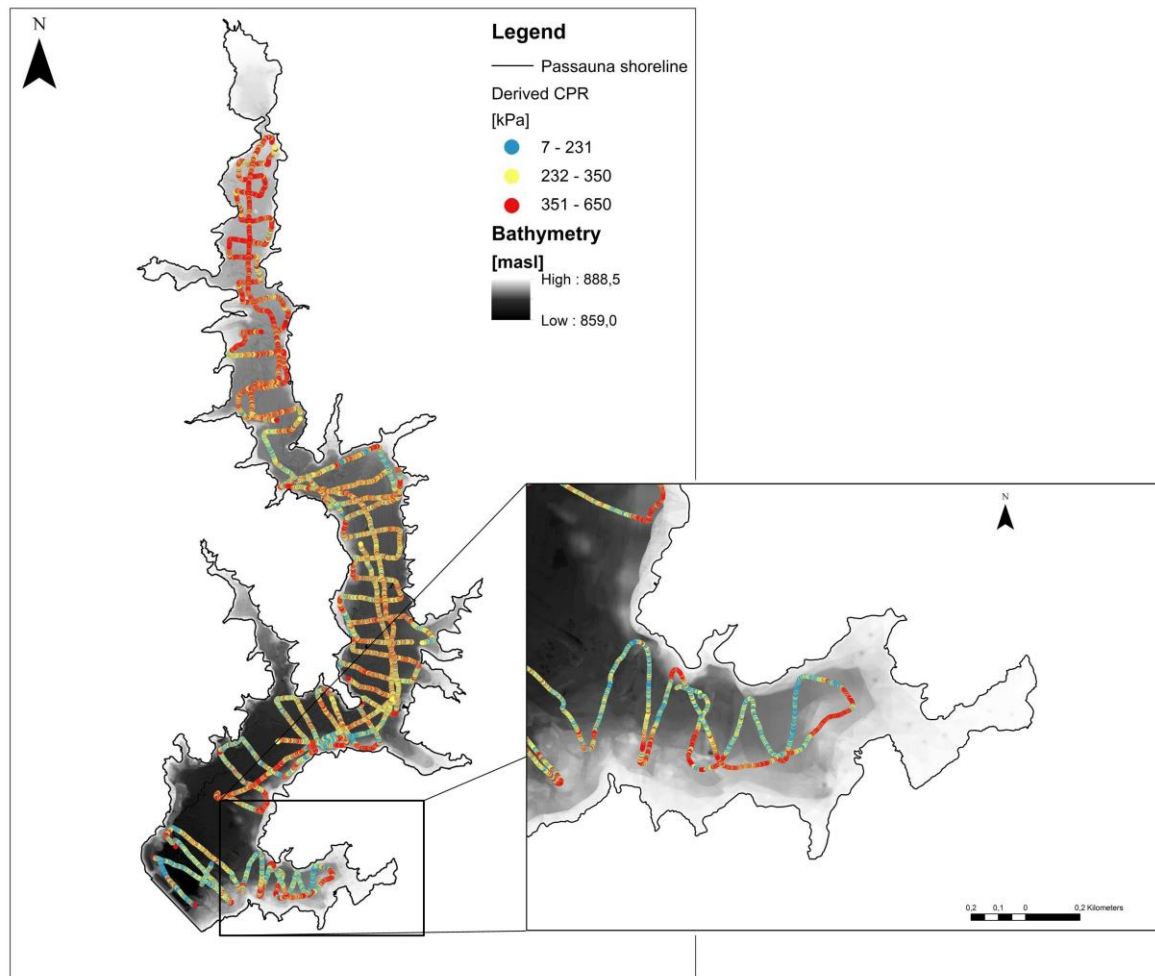 N
Legend
Passauna shoreline
Derived CPR
[kPa]
7 - 231
232 - 350
351 - 650
Bathymetry
[masl]
High : 888,5
Low : 859,0
N
0,2 0,1 0 0,2 Kilometers